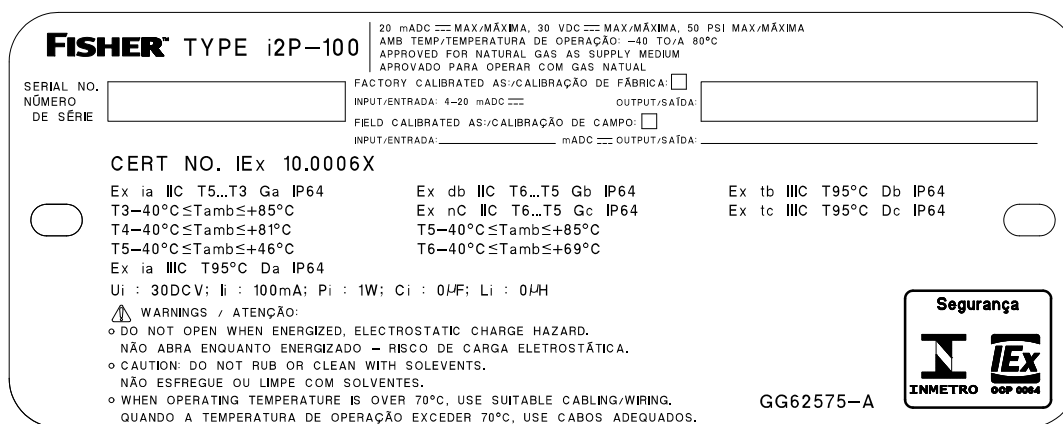 FISHER™ TYPE i2P-100
20 mADC ⎓ MAX/MÃXIMA, 30 VDC ⎓ MAX/MÃXIMA, 50 PSI MAX/MÃXIMA
AMB TEMP/TEMPERATURA DE OPERAÇÃO: -40 TO/A 80°C
APPROVED FOR NATURAL GAS AS SUPPLY MEDIUM
APROVADO PARA OPERAR COM GAS NATUAL
SERIAL NO.
NÚMERO
DE SÉRIE
FACTORY CALIBRATED AS:/CALIBRAÇÃO DE FÃBRICA:
INPUT/ENTRADA: 4-20 mADC ⎓ OUTPUT/SAÍDA:
FIELD CALIBRATED AS:/CALIBRAÇÃO DE CAMPO:
INPUT/ENTRADA: mADC ⎓ OUTPUT/SAÍDA:
CERT NO. IEx 10.0006X
Ex ia IIC T5...T3 Ga IP64
T3-40°C≤Tamb≤+85°C
T4-40°C≤Tamb≤+81°C
T5-40°C≤Tamb≤+46°C
Ex ia IIIC T95°C Da IP64
Ex db IIC T6...T5 Gb IP64
Ex nC IIC T6...T5 Gc IP64
T5-40°C≤Tamb≤+85°C
T6-40°C≤Tamb≤+69°C
Ex tb IIIC T95°C Db IP64
Ex tc IIIC T95°C Dc IP64
Ui : 30DCV; Ii : 100mA; Pi : 1W; Ci : 0µF; Li : 0µH
WARNINGS / ATENÇÃO:
o DO NOT OPEN WHEN ENERGIZED, ELECTROSTATIC CHARGE HAZARD.
NÃO ABRA ENQUANTO ENERGIZADO – RISCO DE CARGA ELETROSTÁTICA.
o CAUTION: DO NOT RUB OR CLEAN WITH SOLEVENTS.
NÃO ESFREGUE OU LIMPE COM SOLVENTES.
o WHEN OPERATING TEMPERATURE IS OVER 70°C, USE SUITABLE CABLING/WIRING.
QUANDO A TEMPERATURA DE OPERAÇÃO EXCEDER 70°C, USE CABOS ADEQUADOS.
GG62575-A
Segurança
INMETRO
IEx
OCP 0064